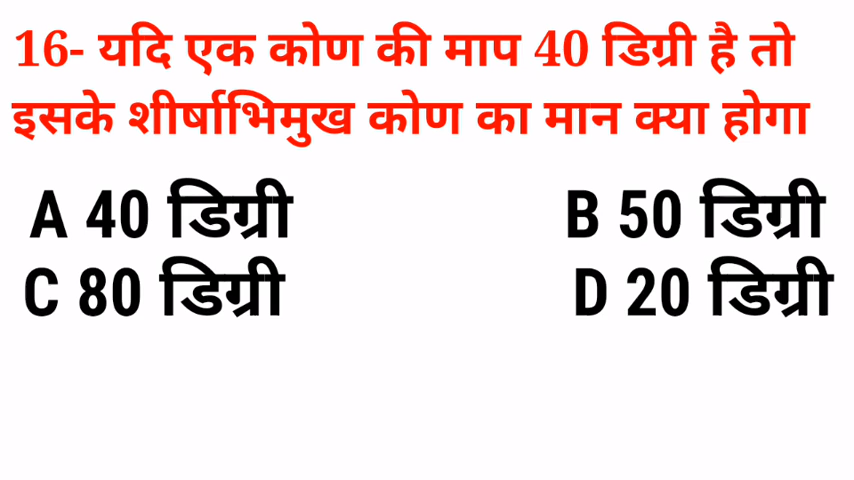 16- यदि एक कोण की माप 40 डिग्री है तो
इसके शीर्षाभिमुख कोण का मान क्या होगा
A 40 डिग्री B 50 डिग्री
C 80 डिग्री D 20 डिग्री